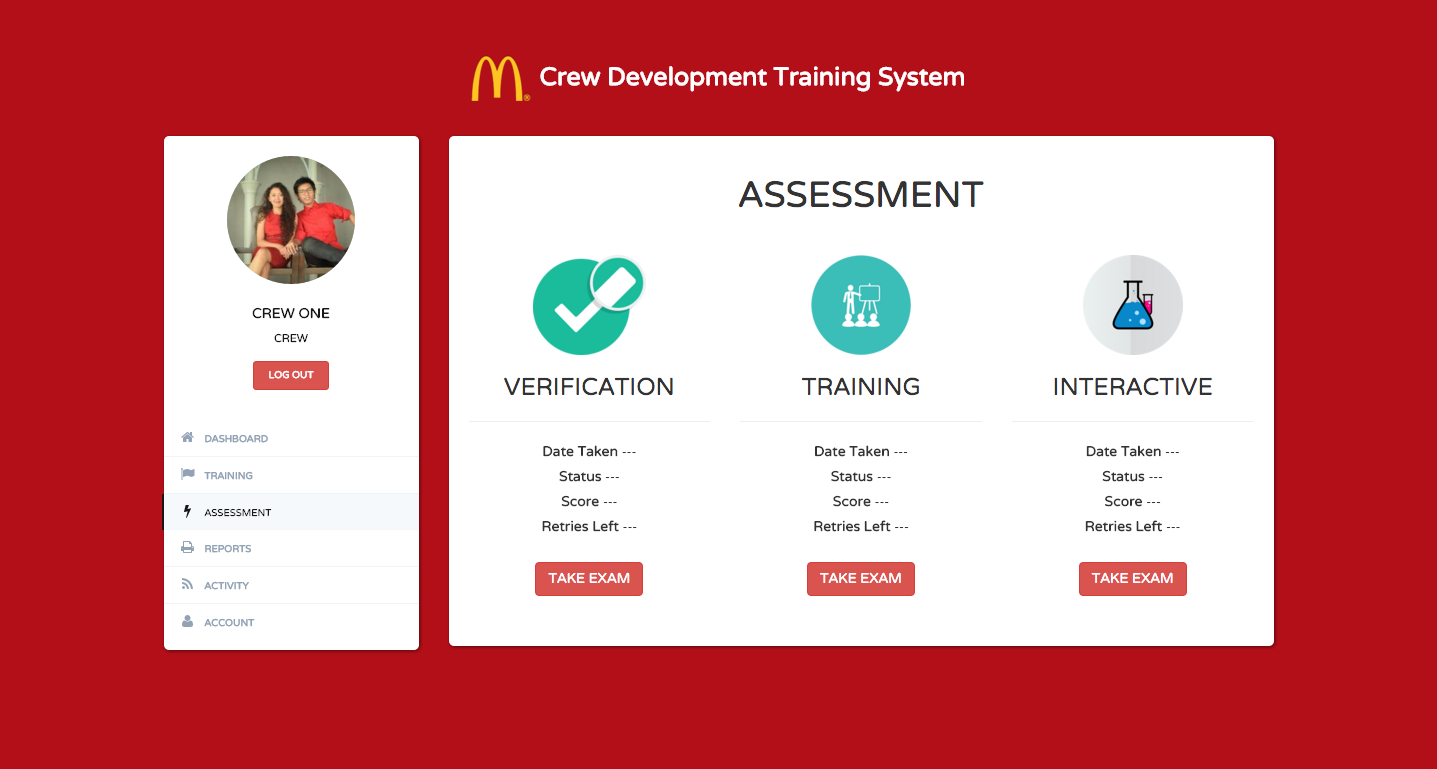 Crew Development Training System
CREW ONE
CREW
LOG OUT
DASHBOARD
TRAINING
ASSESSMENT
REPORTS
ACTIVITY
ACCOUNT
ASSESSMENT
VERIFICATION
Date Taken ---
Status ---
Score ---
Retries Left ---
TAKE EXAM
TRAINING
Date Taken ---
Status ---
Score ---
Retries Left ---
TAKE EXAM
INTERACTIVE
Date Taken ---
Status ---
Score ---
Retries Left ---
TAKE EXAM